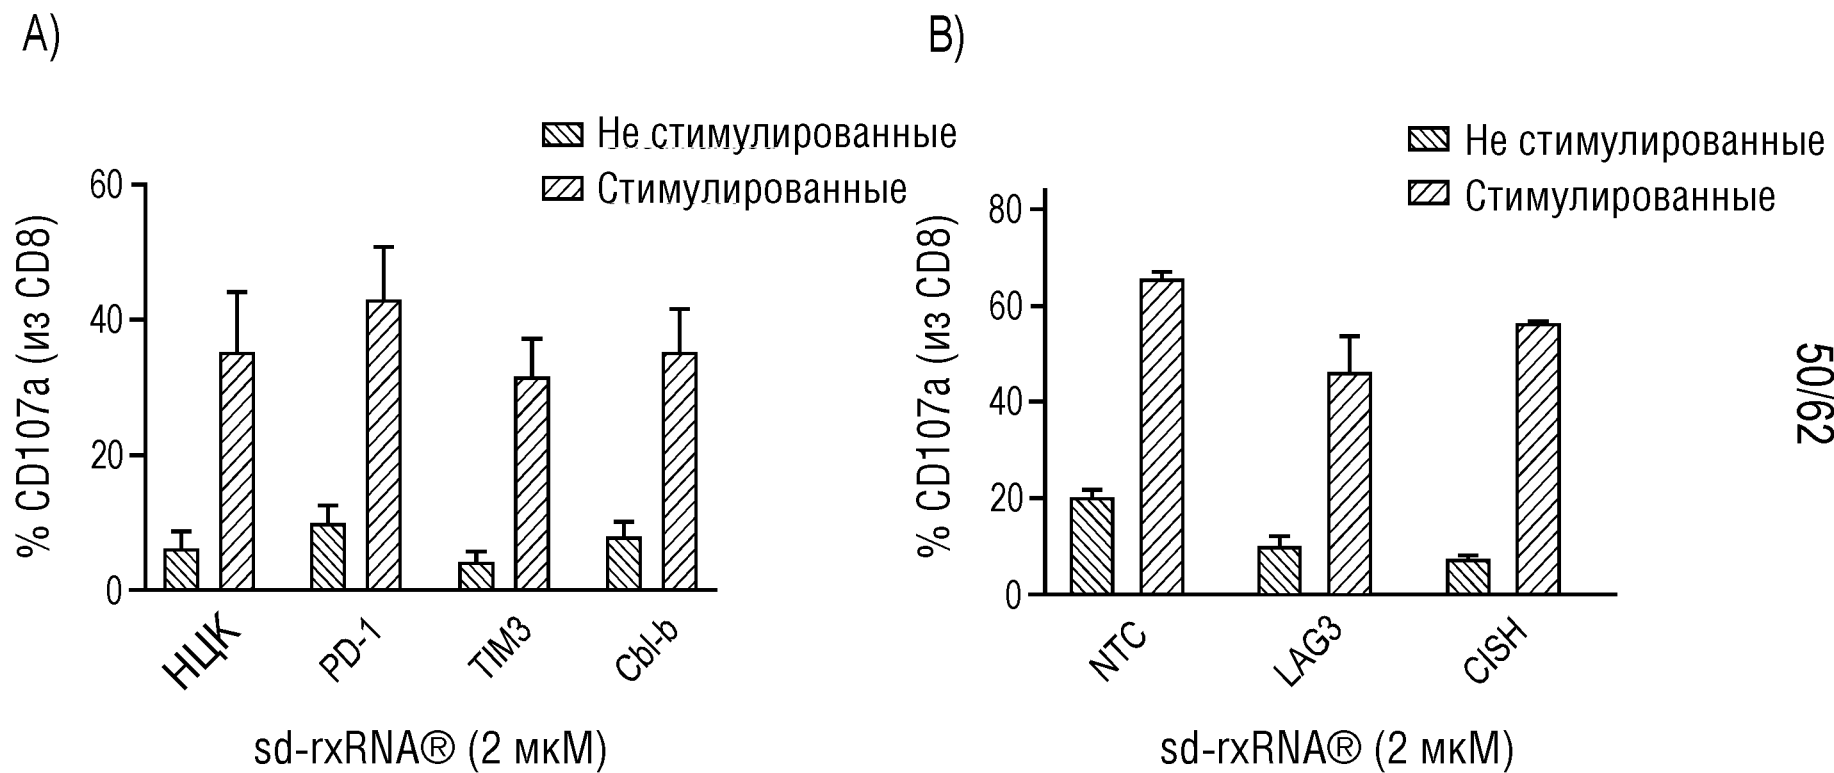 A)
Не стимулированные
Стимулированные
% CD107a (из CD8)
60
40
20
0
НЦК
PD-1
TIM3
Cbl-b
sd-rxRNA® (2 мкМ)
B)
Не стимулированные
Стимулированные
% CD107a (из CD8)
80
60
40
20
0
NTC
LAG3
CISH
sd-rxRNA® (2 мкМ)
50/62